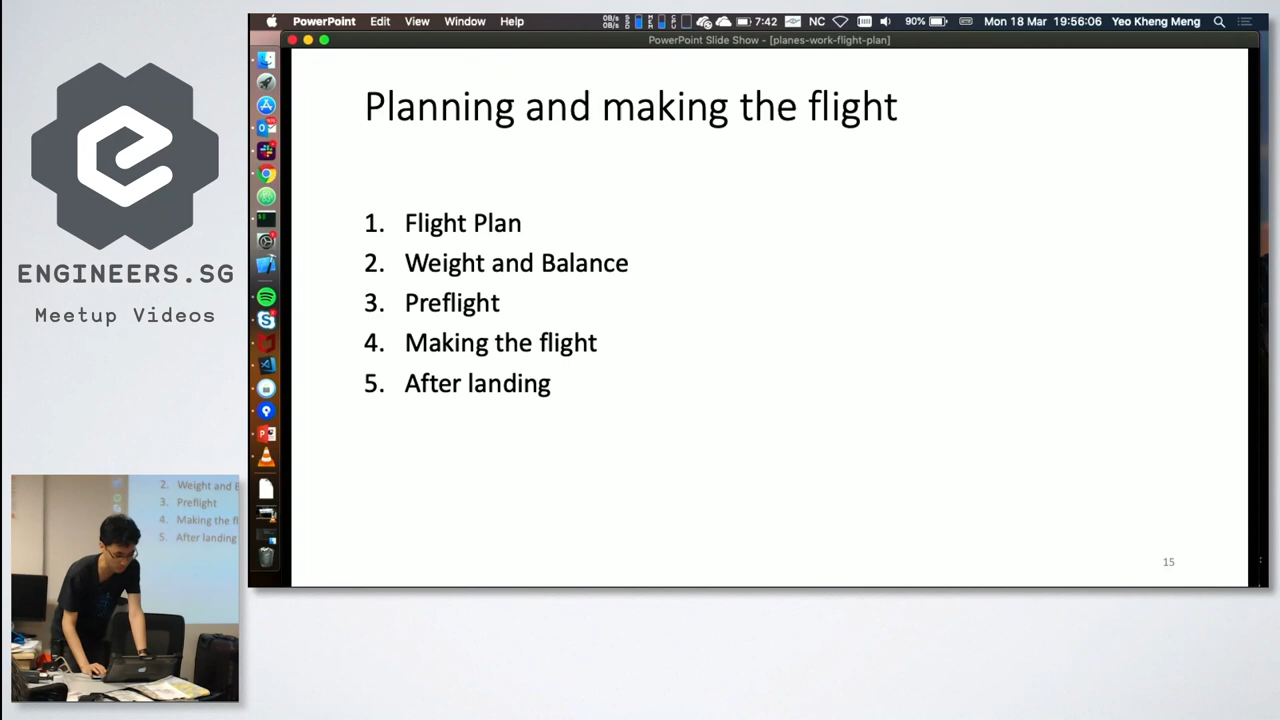 PowerPoint Edit View Window Help 0B/s 0B/s 7:42 NC 90% Mon 18 Mar 19:56:06 Yeo Kheng Meng
PowerPoint Slide Show - [planes-work-flight-plan]
Planning and making the flight
1. Flight Plan
2. Weight and Balance
3. Preflight
4. Making the flight
5. After landing
15
ENGINEERS.SG
Meetup Videos
2. Weight and B
3. Preflight
4. Making the fl
5. After landing